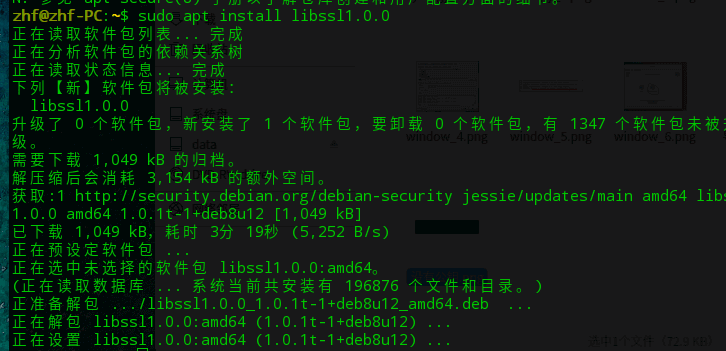 N: 参见 apt-secure(8) 手册以了解仓库创建和用户配置方面的细节。
zhf@zhf-PC:~$ sudo apt install libssl1.0.0
正在读取软件包列表... 完成
正在分析软件包的依赖关系树
正在读取状态信息... 完成
下列【新】软件包将被安装：
libssl1.0.0
升级了 0 个软件包，新安装了 1 个软件包，要卸载 0 个软件包，有 1347 个软件包未被升
级。
需要下载 1,049 kB 的归档。
解压缩后会消耗 3,154 kB 的额外空间。
获取:1 http://security.debian.org/debian-security jessie/updates/main amd64 libs
1.0.0 amd64 1.0.1t-1+deb8u12 [1,049 kB]
已下载 1,049 kB，耗时 3分 19秒 (5,252 B/s)
正在预设定软件包 ...
正在选中未选择的软件包 libssl1.0.0:amd64。
(正在读取数据库 ... 系统当前共安装有 196876 个文件和目录。)
正准备解包 .../libssl1.0.0_1.0.1t-1+deb8u12_amd64.deb ...
正在解包 libssl1.0.0:amd64 (1.0.1t-1+deb8u12) ...
正在设置 libssl1.0.0:amd64 (1.0.1t-1+deb8u12) ...
data
window_4.png
window_5.png
window_6.png
选中1个文件 (72.9 KB)